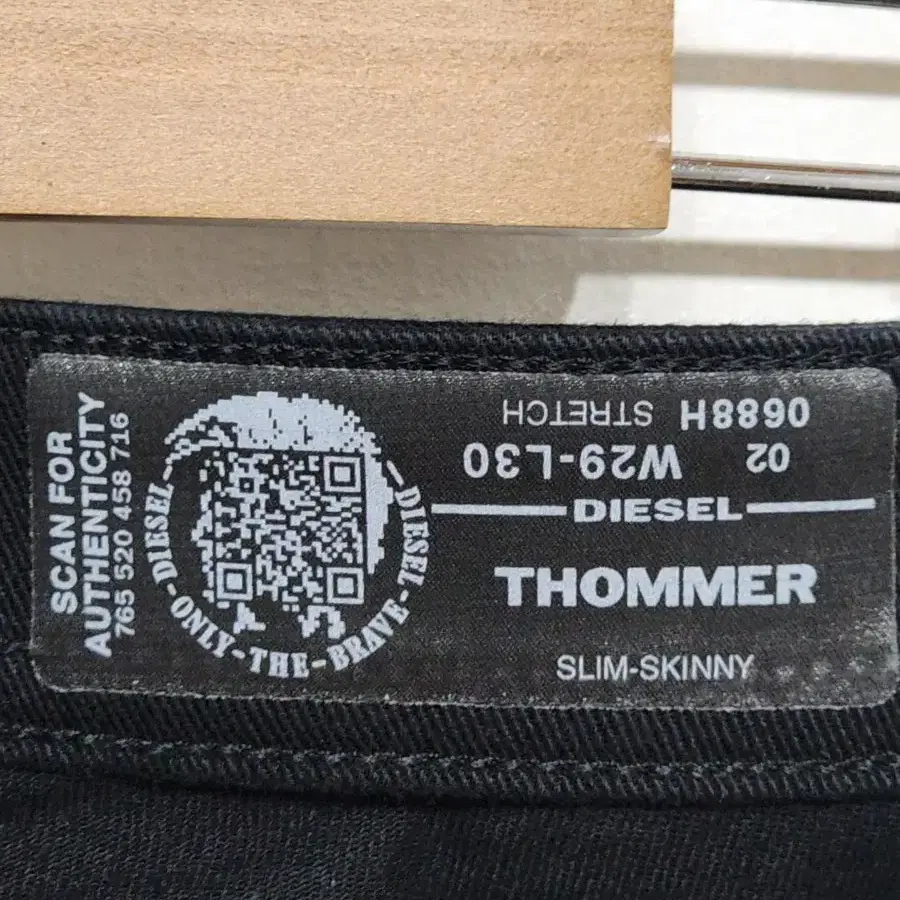 SCAN FOR
AUTHENTICITY
765 520 458 716
DIESEL-ONLY-THE-BRAVE-DIESEL
0688H STRETCH
02 W29-L30
DIESEL
THOMMER
SLIM-SKINNY